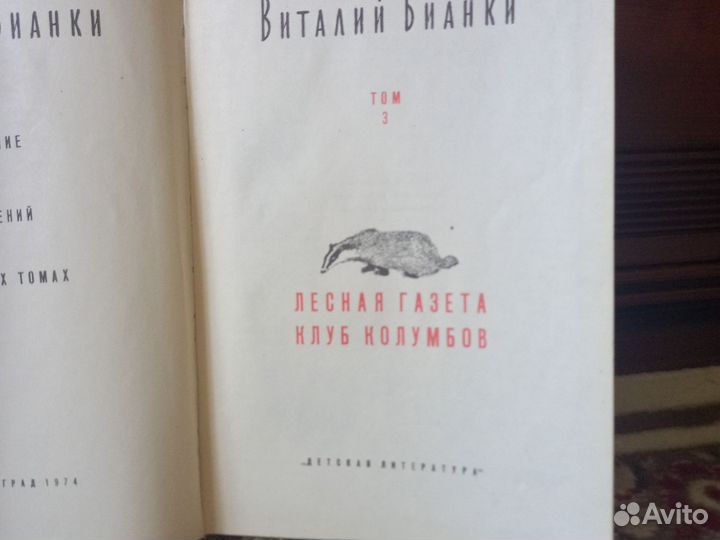 ИАНКИ
ИЕ
ЕНИЙ
Х ТОМАХ
ГРАД 1974
Виталий Бианки
ТОМ
3
ЛЕСНАЯ ГАЗЕТА
КЛУБ КОЛУМБОВ
„ДЕТСКАЯ ЛИТЕРАТУРА"
Avito